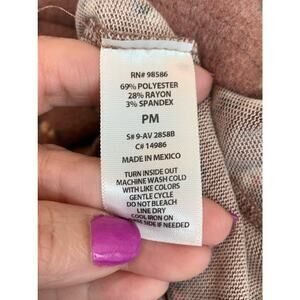 RN# 98586
69% POLYESTER
28% RAYON
3% SPANDEX
PM
S# 9-AV 2858B
C# 14986
MADE IN MEXICO
TURN INSIDE OUT
MACHINE WASH COLD
WITH LIKE COLORS
GENTLE CYCLE
DO NOT BLEACH
LINE DRY
COOL IRON ON
SIDE IF NEEDED